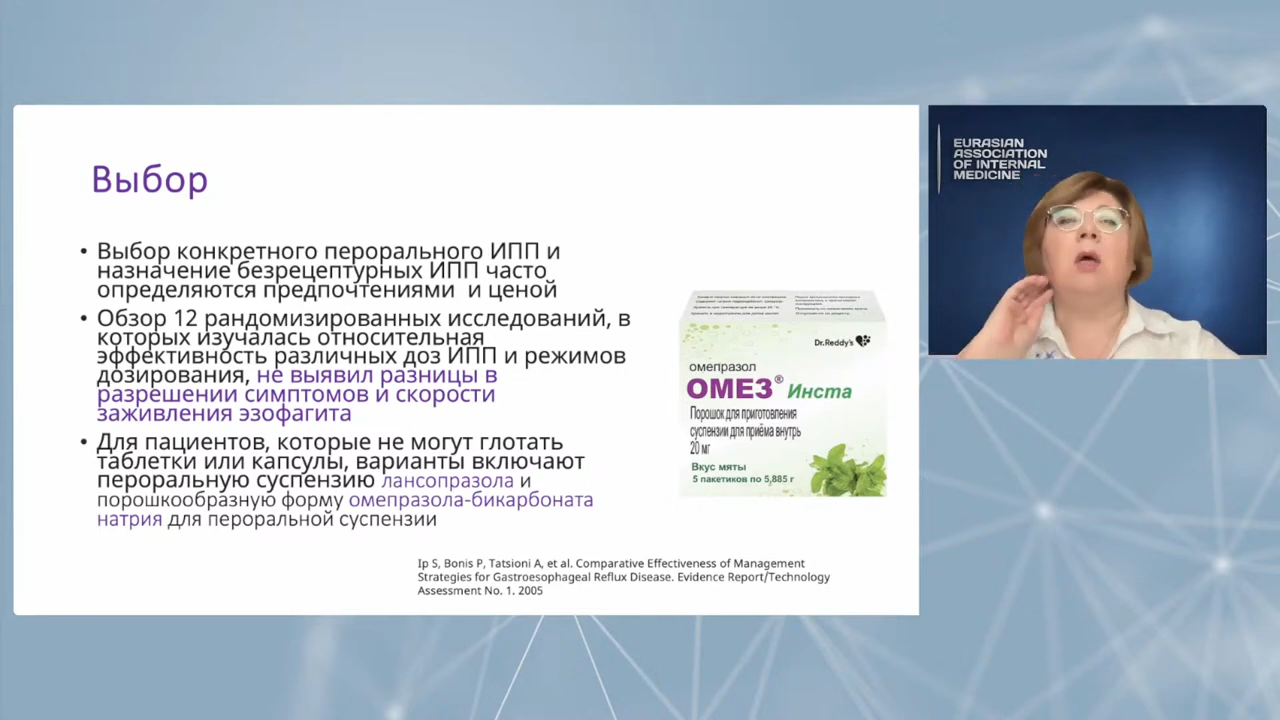 Выбор
• Выбор конкретного перорального ИПП и
назначение безрецептурных ИПП часто
определяются предпочтениями и ценой
• Обзор 12 рандомизированных исследований, в
которых изучалась относительная
эффективность различных доз ИПП и режимов
дозирования, не выявил разницы в
разрешении симптомов и скорости
заживления эзофагита
• Для пациентов, которые не могут глотать
таблетки или капсулы, варианты включают
пероральную суспензию лансопразола и
порошкообразную форму омепразола-бикарбоната
натрия для пероральной суспензии
Dr.Reddy's
омепразол
ОМЕЗ® Инста
Порошок для приготовления
суспензии для приёма внутрь
20 мг
Вкус мяты
5 пакетиков по 5,885 г
Ip S, Bonis P, Tatsioni A, et al. Comparative Effectiveness of Management
Strategies for Gastroesophageal Reflux Disease. Evidence Report/Technology
Assessment No. 1. 2005
EURASIAN
ASSOCIATION
OF INTERNAL
MEDICINE